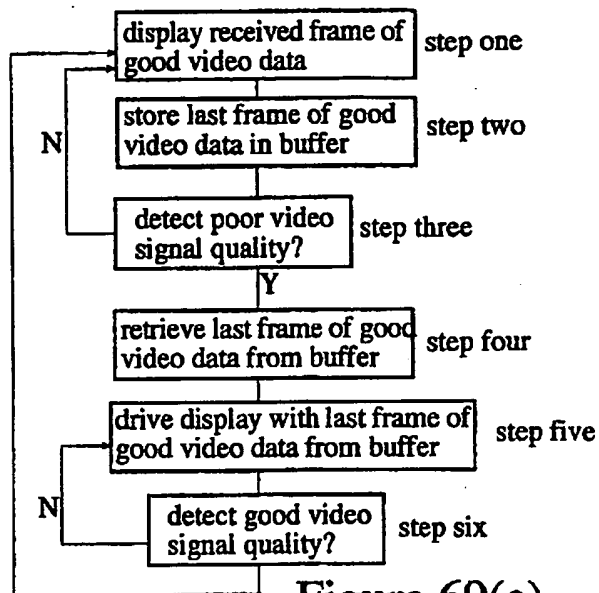 display received frame of
good video data
step one
store last frame of good
video data in buffer
step two
N
detect poor video
signal quality?
step three
Y
retrieve last frame of good
video data from buffer
step four
drive display with last frame of
good video data from buffer
step five
N
detect good video
signal quality?
step six
Figure 69(e)